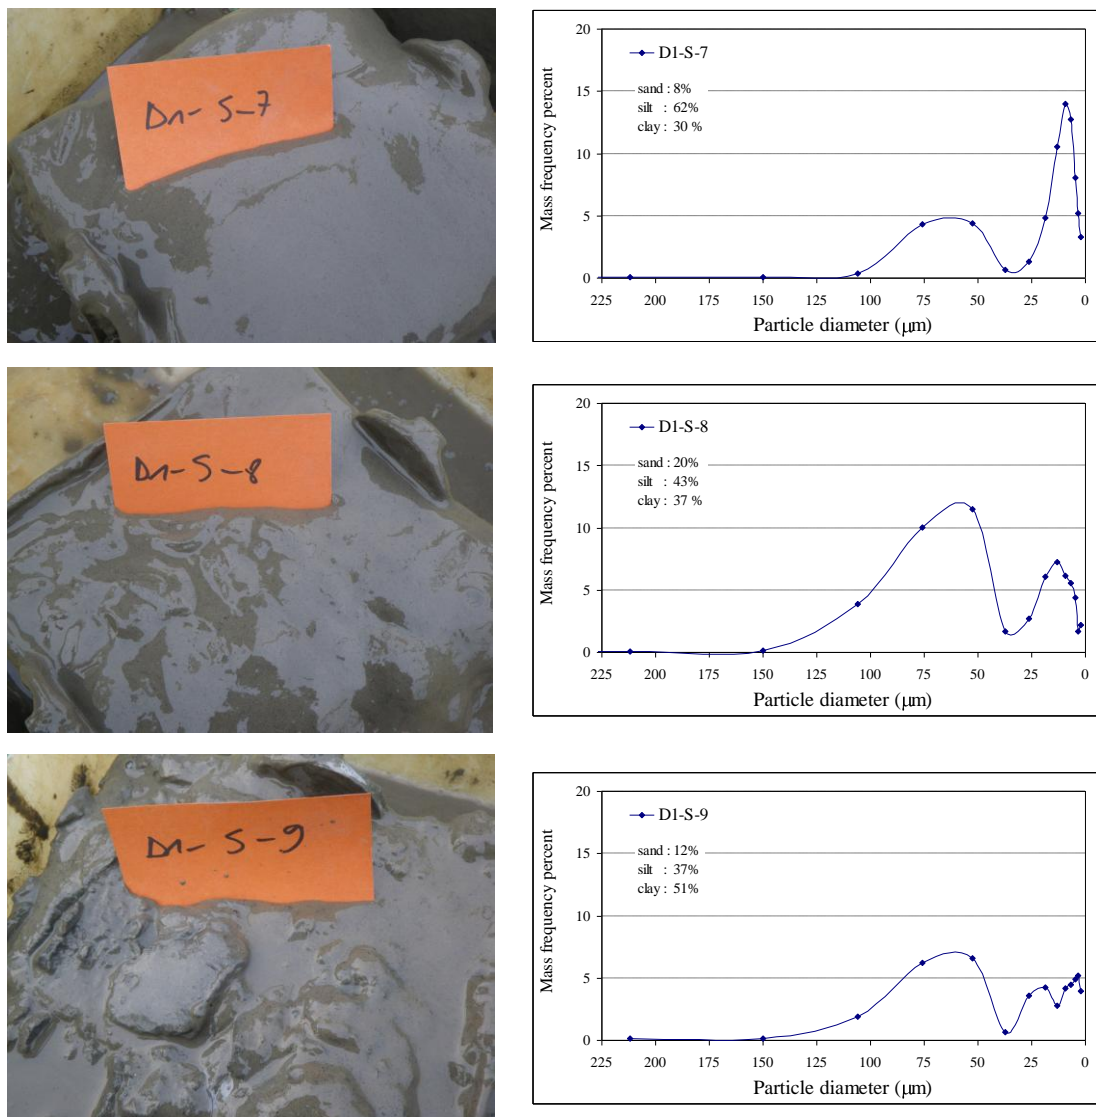 Dn- S-7
20
15
10
5
0
Mass frequency percent
D1-S-7
sand : 8%
silt : 62%
clay : 30 %
225 200 175 150 125 100 75 50 25 0
Particle diameter (μm)
Dn- S-8
20
15
10
5
0
Mass frequency percent
D1-S-8
sand : 20%
silt : 43%
clay : 37 %
225 200 175 150 125 100 75 50 25 0
Particle diameter (μm)
Dn- S-9
20
15
10
5
0
Mass frequency percent
D1-S-9
sand : 12%
silt : 37%
clay : 51%
225 200 175 150 125 100 75 50 25 0
Particle diameter (μm)